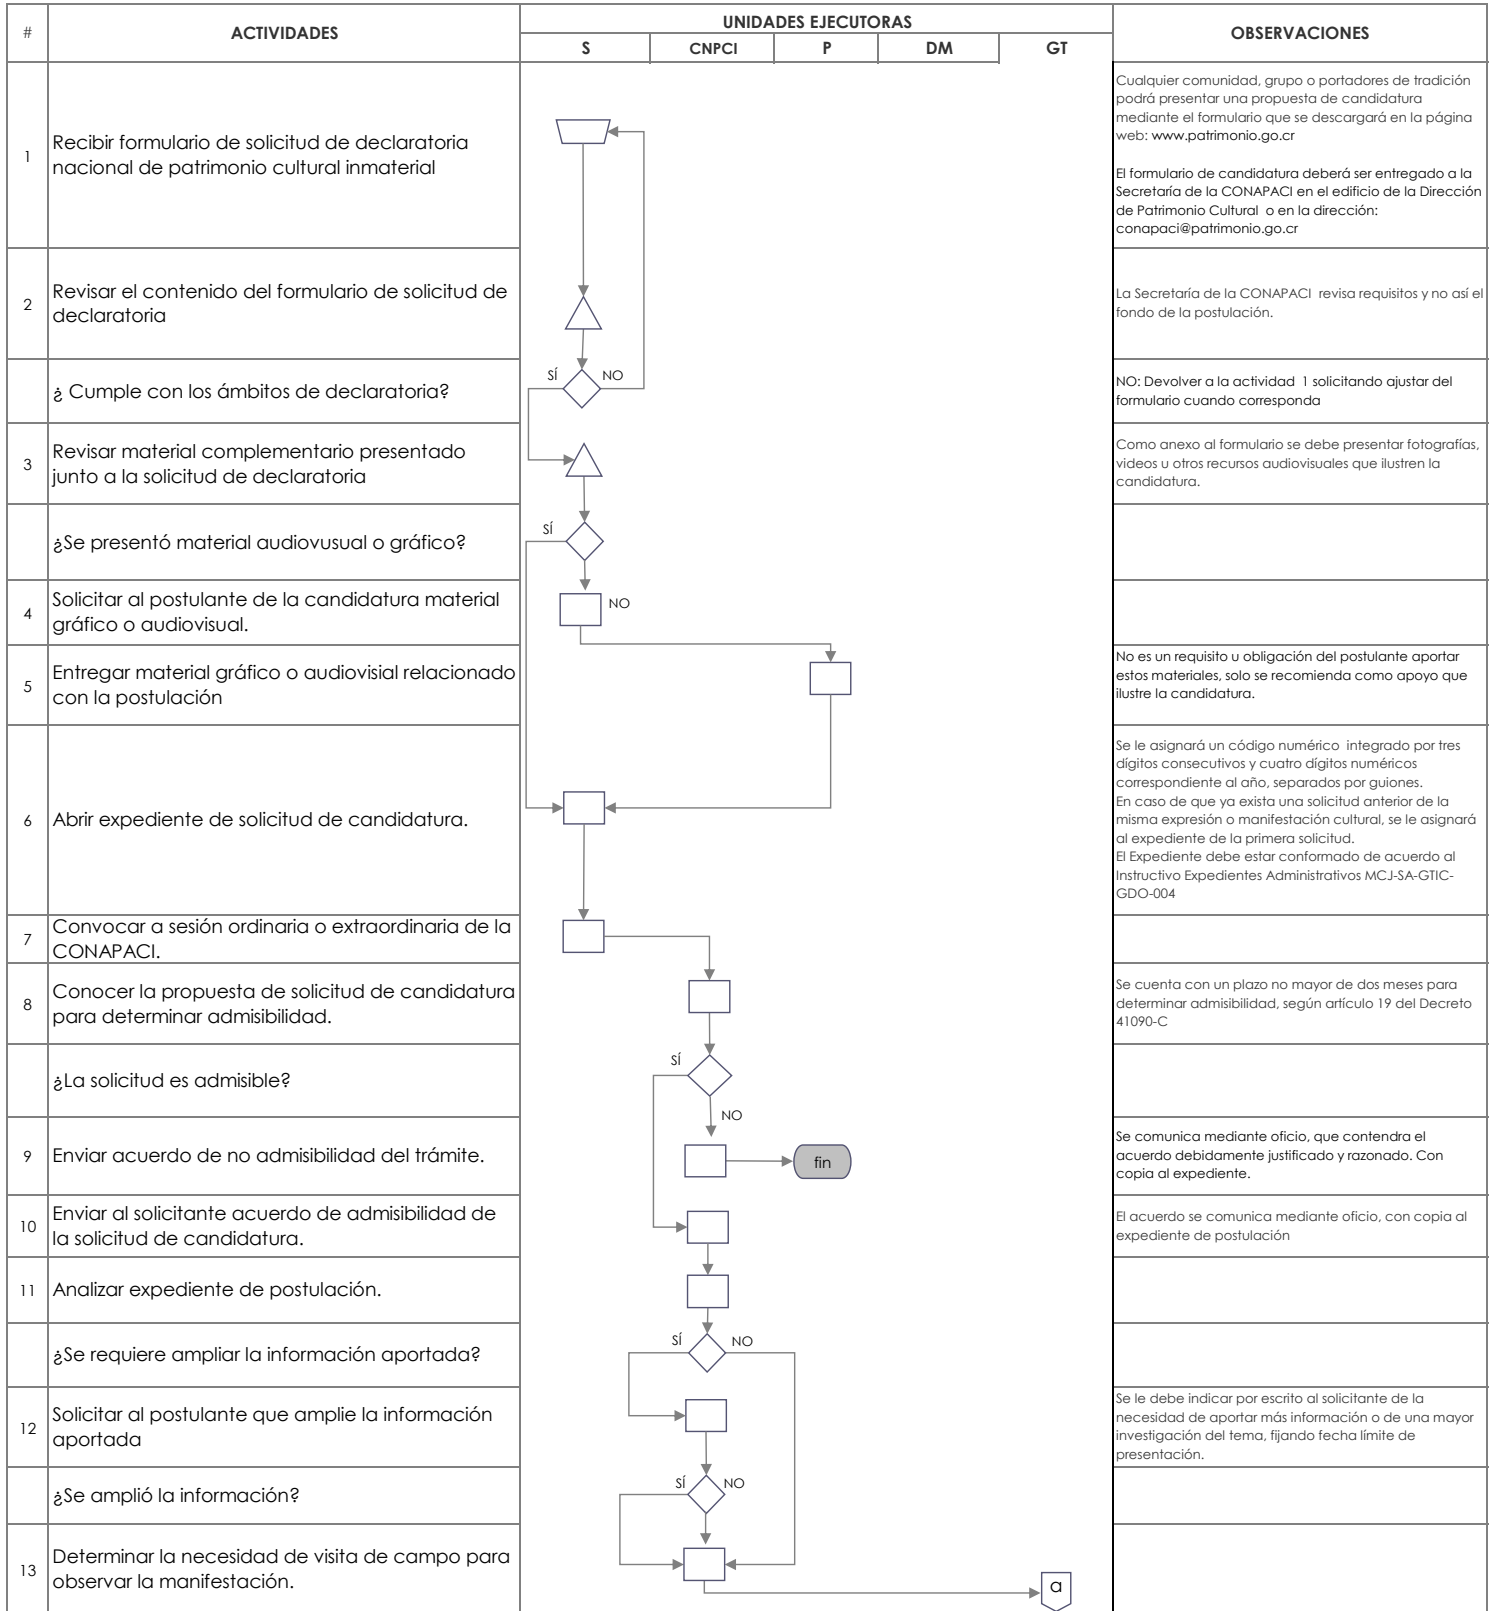 #
ACTIVIDADES
UNIDADES EJECUTORAS
OBSERVACIONES
S
CNPCI
P
DM
GT
1
Recibir formulario de solicitud de declaratoria
nacional de patrimonio cultural inmaterial
Cualquier comunidad, grupo o portadores de tradición
podrá presentar una propuesta de candidatura
mediante el formulario que se descargará en la página
web: www.patrimonio.go.cr
El formulario de candidatura deberá ser entregado a la
Secretaría de la CONAPACI en el edificio de la Dirección
de Patrimonio Cultural o en la dirección:
conapaci@patrimonio.go.cr
2
Revisar el contenido del formulario de solicitud de
declaratoria
La Secretaría de la CONAPACI revisa requisitos y no así el
fondo de la postulación.
¿ Cumple con los ámbitos de declaratoria?
SÍ
NO
NO: Devolver a la actividad 1 solicitando ajustar del
formulario cuando corresponda
3
Revisar material complementario presentado
junto a la solicitud de declaratoria
Como anexo al formulario se debe presentar fotografías,
videos u otros recursos audiovisuales que ilustren la
candidatura.
¿Se presentó material audiovusual o gráfico?
SÍ
4
Solicitar al postulante de la candidatura material
gráfico o audiovisual.
NO
5
Entregar material gráfico o audiovisial relacionado
con la postulación
No es un requisito u obligación del postulante aportar
estos materiales, solo se recomienda como apoyo que
ilustre la candidatura.
6
Abrir expediente de solicitud de candidatura.
Se le asignará un código numérico integrado por tres
dígitos consecutivos y cuatro dígitos numéricos
correspondiente al año, separados por guiones.
En caso de que ya exista una solicitud anterior de la
misma expresión o manifestación cultural, se le asignará
al expediente de la primera solicitud.
El Expediente debe estar conformado de acuerdo al
Instructivo Expedientes Administrativos MCJ-SA-GTIC-
GDO-004
7
Convocar a sesión ordinaria o extraordinaria de la
CONAPACI.
8
Conocer la propuesta de solicitud de candidatura
para determinar admisibilidad.
Se cuenta con un plazo no mayor de dos meses para
determinar admisibilidad, según artículo 19 del Decreto
41090-C
¿La solicitud es admisible?
SÍ
NO
9
Enviar acuerdo de no admisibilidad del trámite.
fin
Se comunica mediante oficio, que contendra el
acuerdo debidamente justificado y razonado. Con
copia al expediente.
10
Enviar al solicitante acuerdo de admisibilidad de
la solicitud de candidatura.
El acuerdo se comunica mediante oficio, con copia al
expediente de postulación
11
Analizar expediente de postulación.
¿Se requiere ampliar la información aportada?
SÍ
NO
12
Solicitar al postulante que amplie la información
aportada
Se le debe indicar por escrito al solicitante de la
necesidad de aportar más información o de una mayor
investigación del tema, fijando fecha límite de
presentación.
¿Se amplió la información?
SÍ
NO
13
Determinar la necesidad de visita de campo para
observar la manifestación.
a